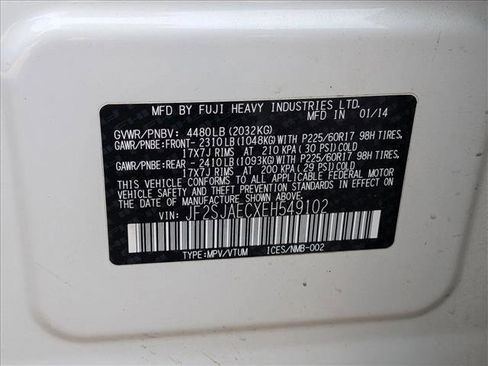 MFD BY FUJI HEAVY INDUSTRIES LTD.
MFD IN 01/14
GVWR/PNBV: 4480LB(2032KG)
GAWR/PNBE:FRONT- 2310LB(1048KG)WITH P225/60R17 98H TIRES,
17X7J RIMS AT 210 KPA(30 PSI)COLD
GAWR/PNBE:REAR - 2410LB(1093KG)WITH P225/60R17 98H TIRES,
17X7J RIMS AT 200 KPA(29 PSI)COLD
THIS VEHICLE CONFORMS TO ALL APPLICABLE FEDERAL MOTOR
VEHICLE SAFETY STANDARDS IN EFFECT ON
THE DATE OF MANUFACTURE SHOWN ABOVE.
VIN: JF2SJAECXEH549102
TYPE:MPV/VTUM ICES/NMB-002